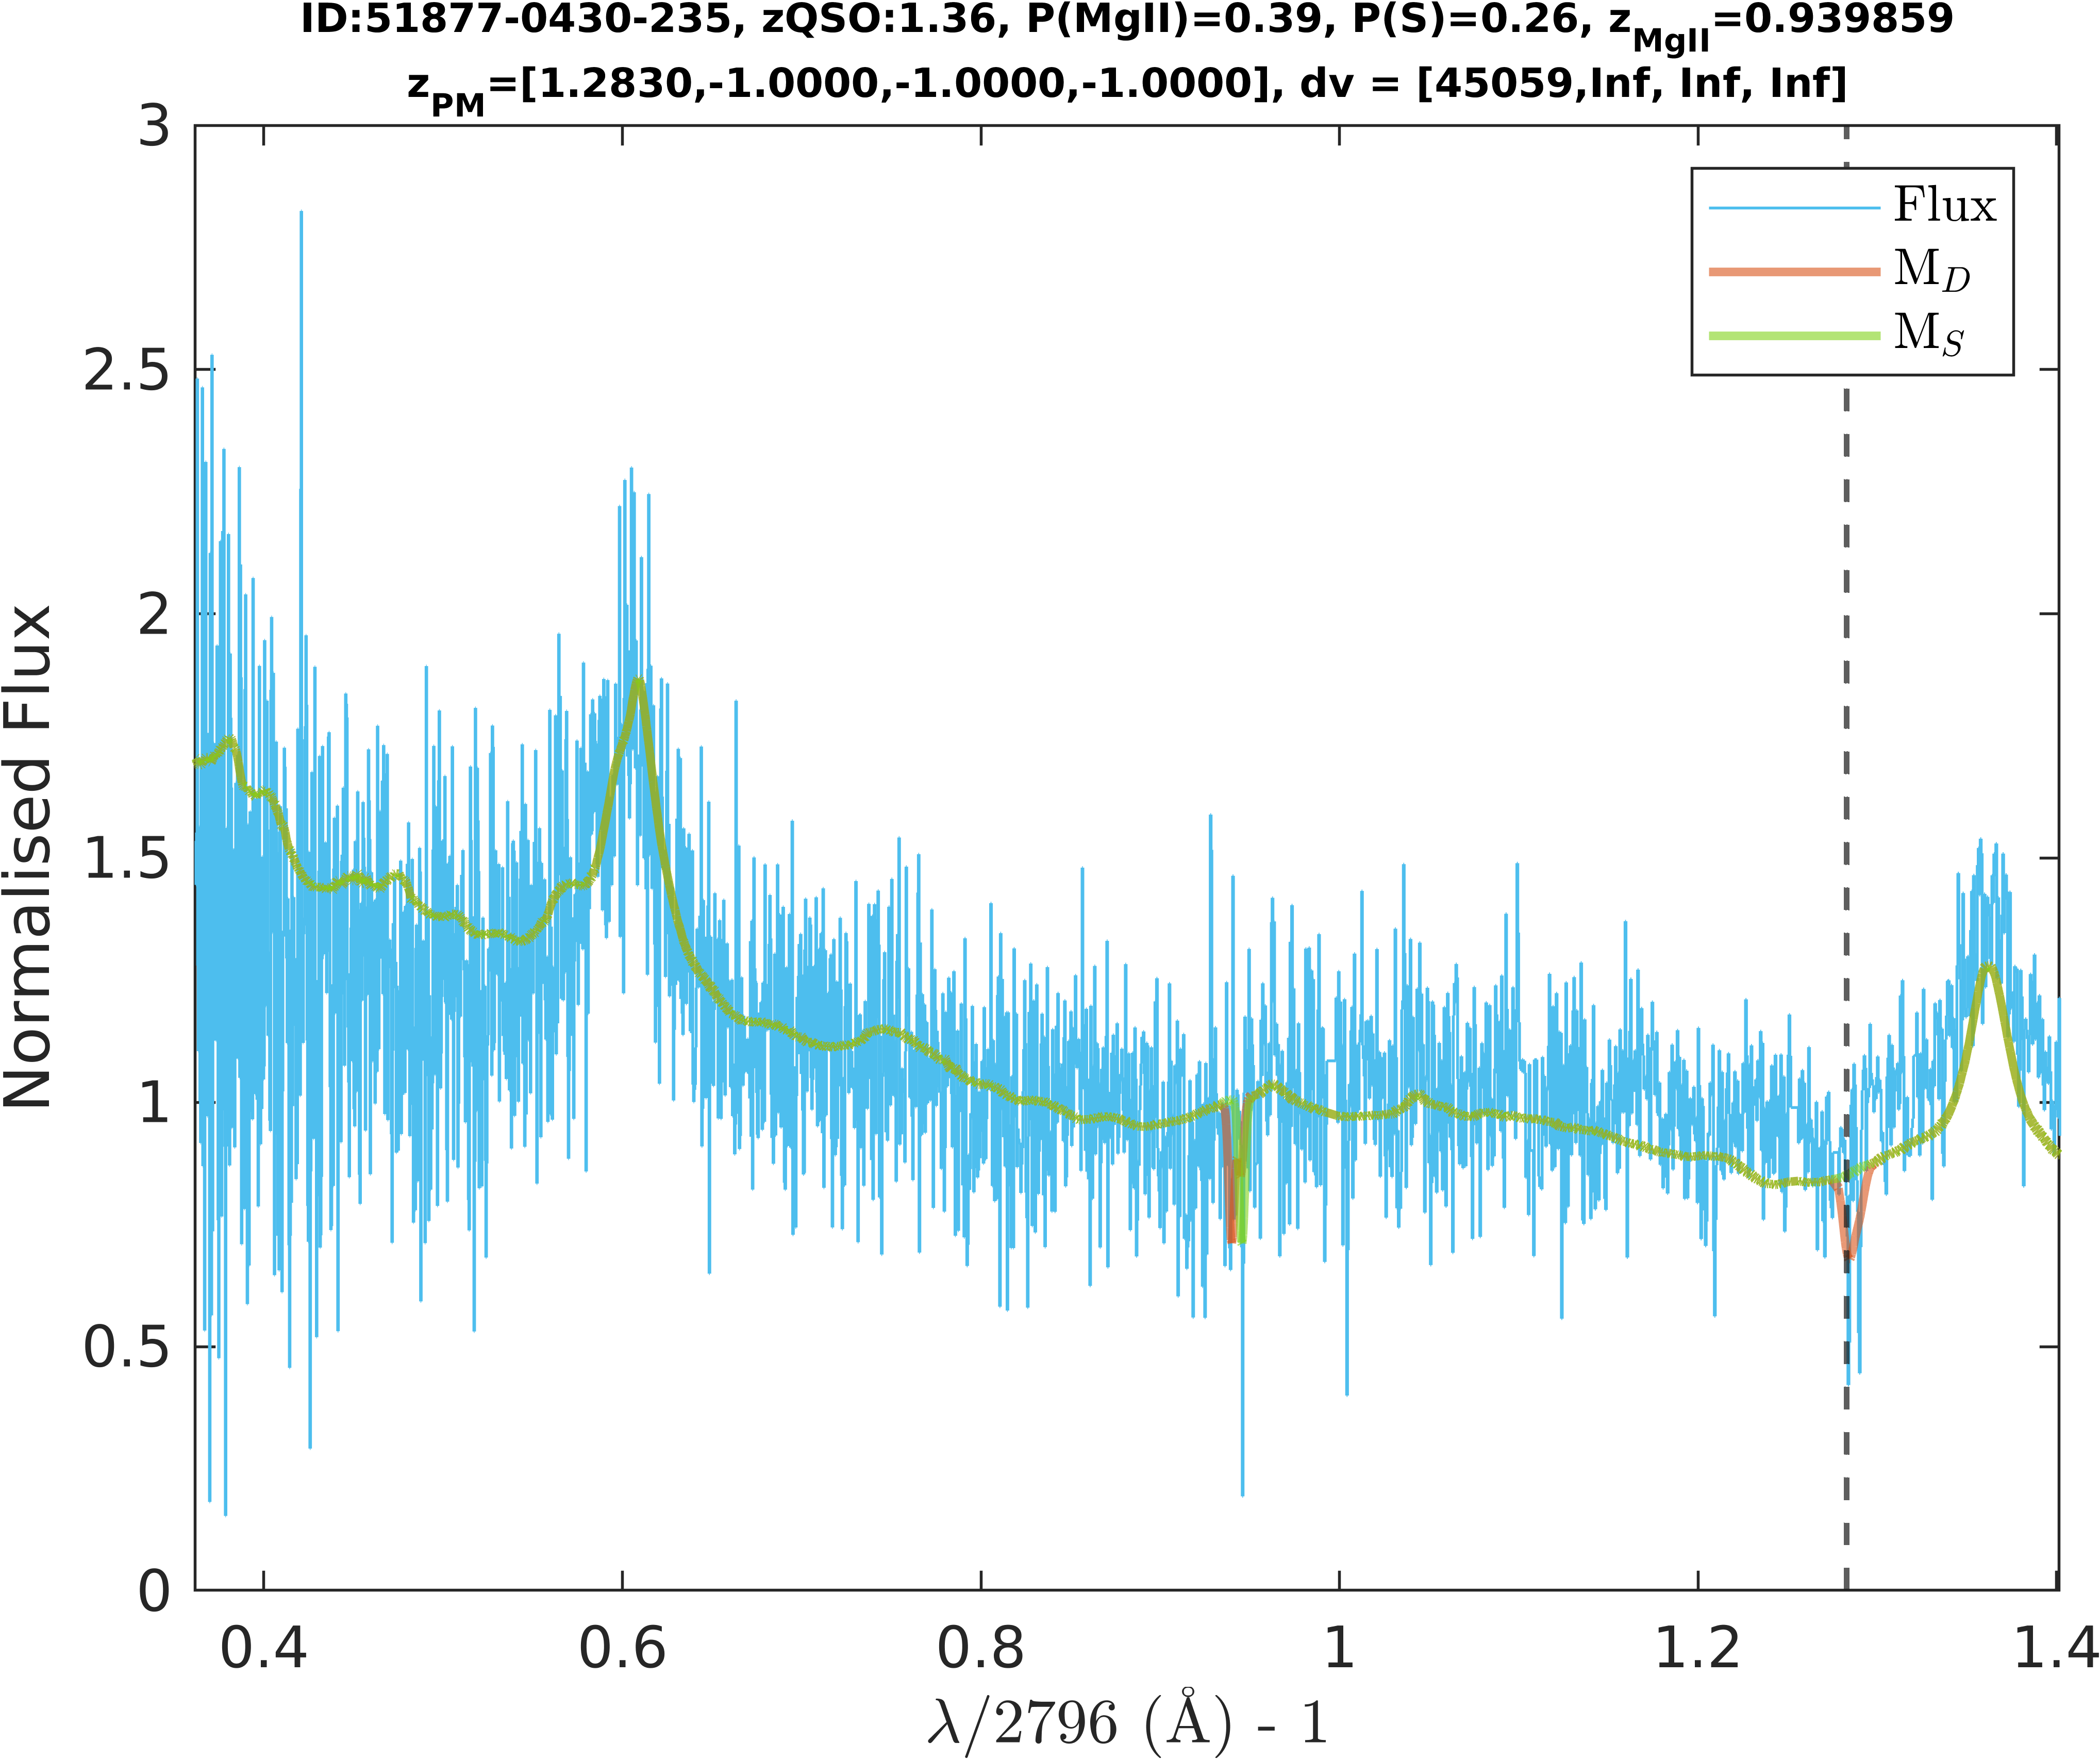 ID:51877-0430-235, zQSO:1.36, P(MgII)=0.39, P(S)=0.26, zMgII=0.939859
zPM=[1.2830,-1.0000,-1.0000,-1.0000], dv = [45059,Inf, Inf, Inf]
3
2.5
2
1.5
1
0.5
0
Normalised Flux
Flux
MD
MS
0.4
0.6
0.8
1
1.2
1.4
λ/2796 (Å) - 1